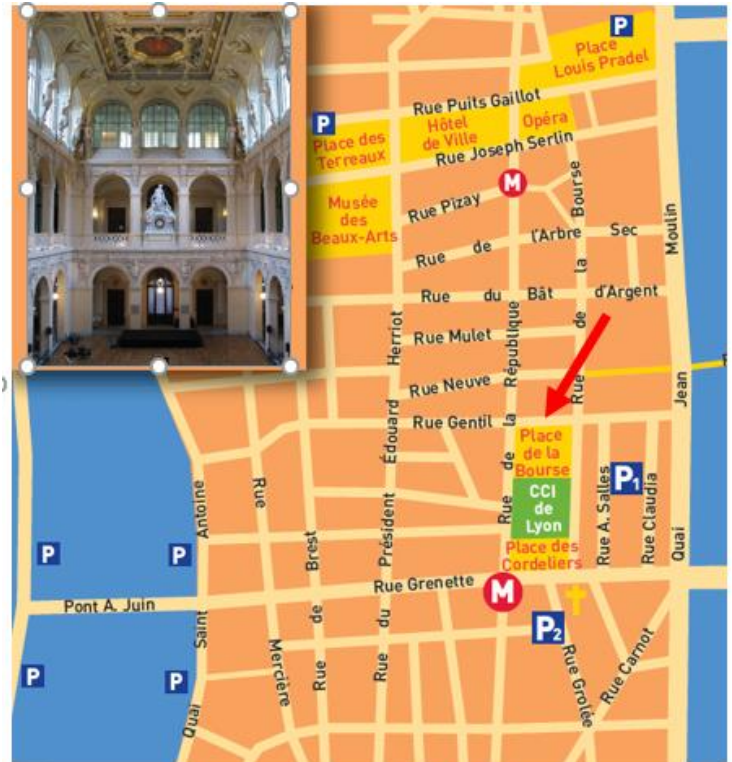 P
Place
Louis Pradel
Rue Puits Gaillot
P
Place des
Terreaux
Hôtel
de Ville
Opéra
Rue Joseph Serlin
Musée
des
Beaux-Arts
M
Rue Pizay
Rue de l'Arbre Sec
Rue du Bât d'Argent
Rue Mulet
Rue Neuve
Rue Gentil
Rue de la République
Rue de la Bourse
Quai Jean Moulin
Rue du Président Édouard Herriot
Place
de la
Bourse
CCI
de
Lyon
Place des
Cordeliers
Rue A. Salles
P1
Rue Claudia
Quai Saint Antoine
Rue Mercière
Rue de Brest
P
P
Pont A. Juin
Rue Grenette
M
P2
Rue Grolée
Rue Carnot
P
P